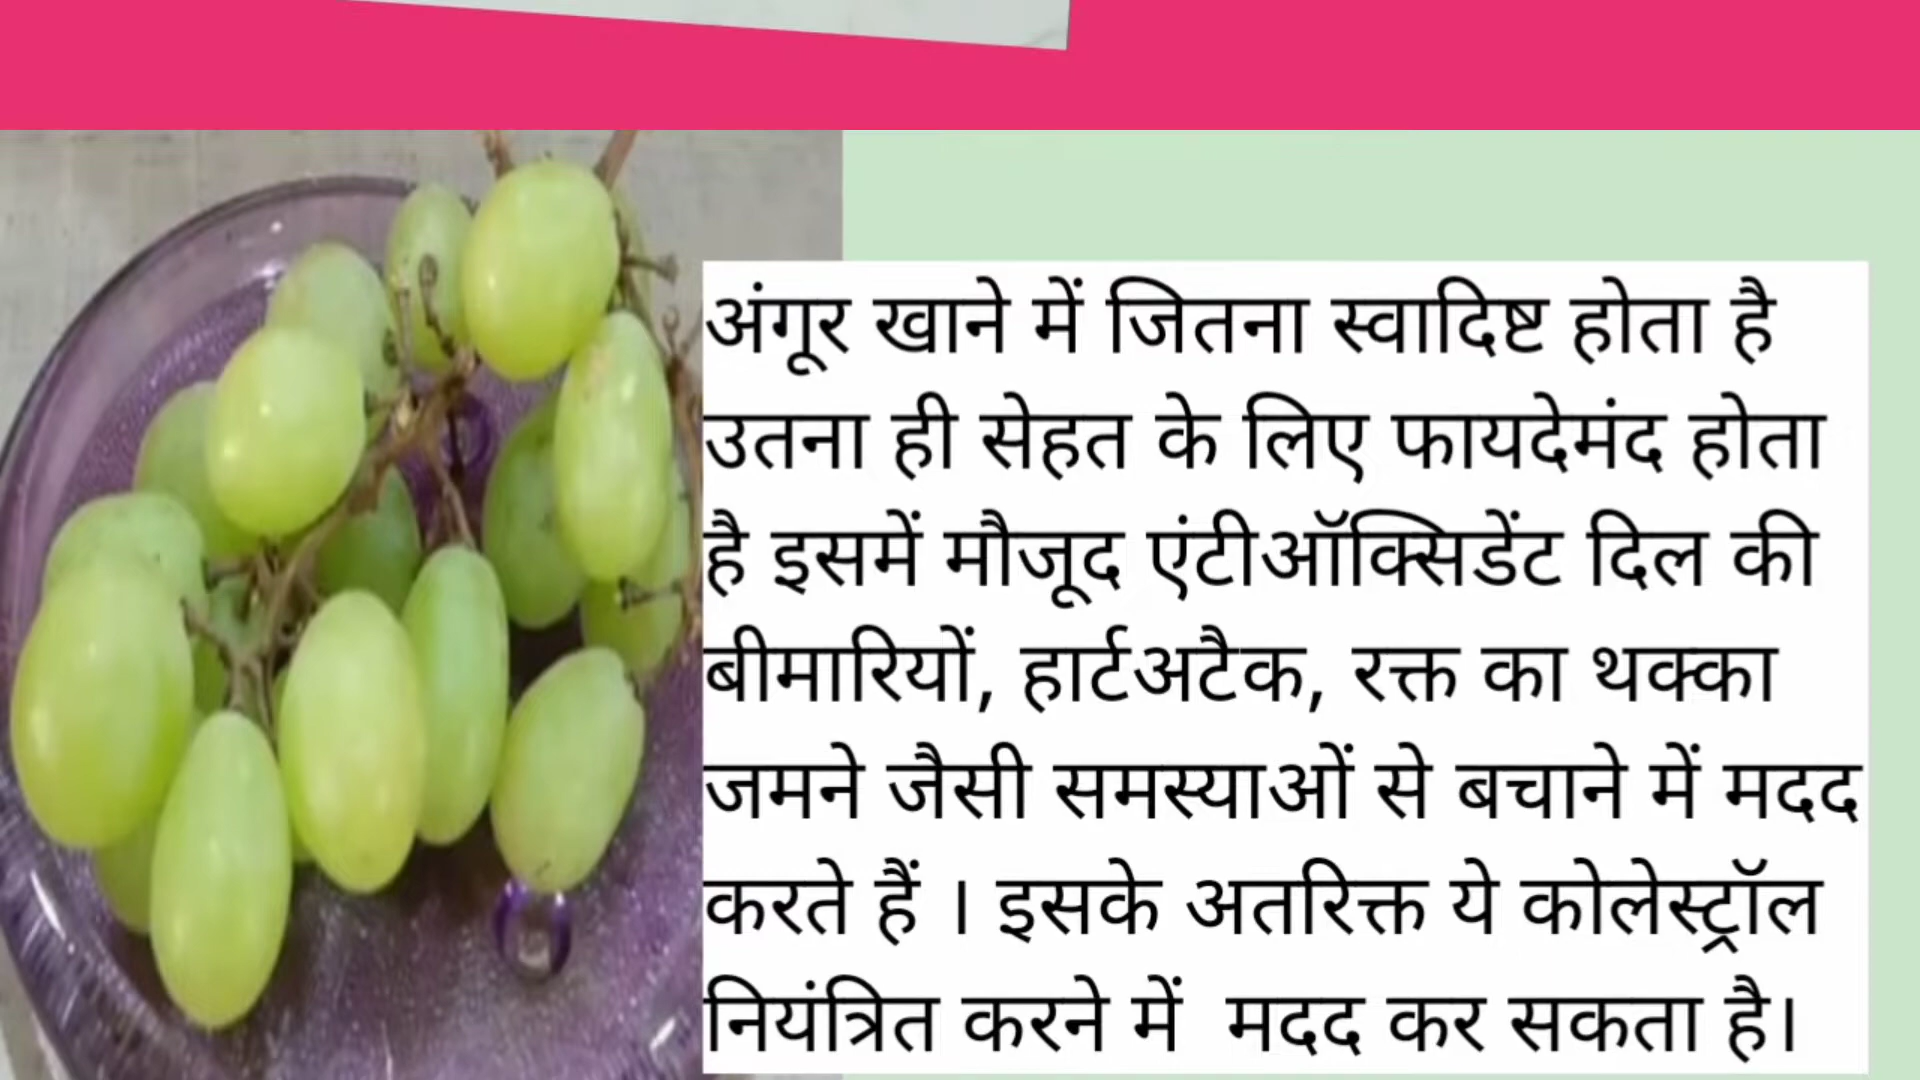 अंगूर खाने में जितना स्वादिष्ट होता है
उतना ही सेहत के लिए फायदेमंद होता
है इसमें मौजूद एंटीऑक्सिडेंट दिल की
बीमारियों, हार्टअटैक, रक्त का थक्का
जमने जैसी समस्याओं से बचाने में मदद
करते हैं । इसके अतरिक्त ये कोलेस्ट्रॉल
नियंत्रित करने में मदद कर सकता है।